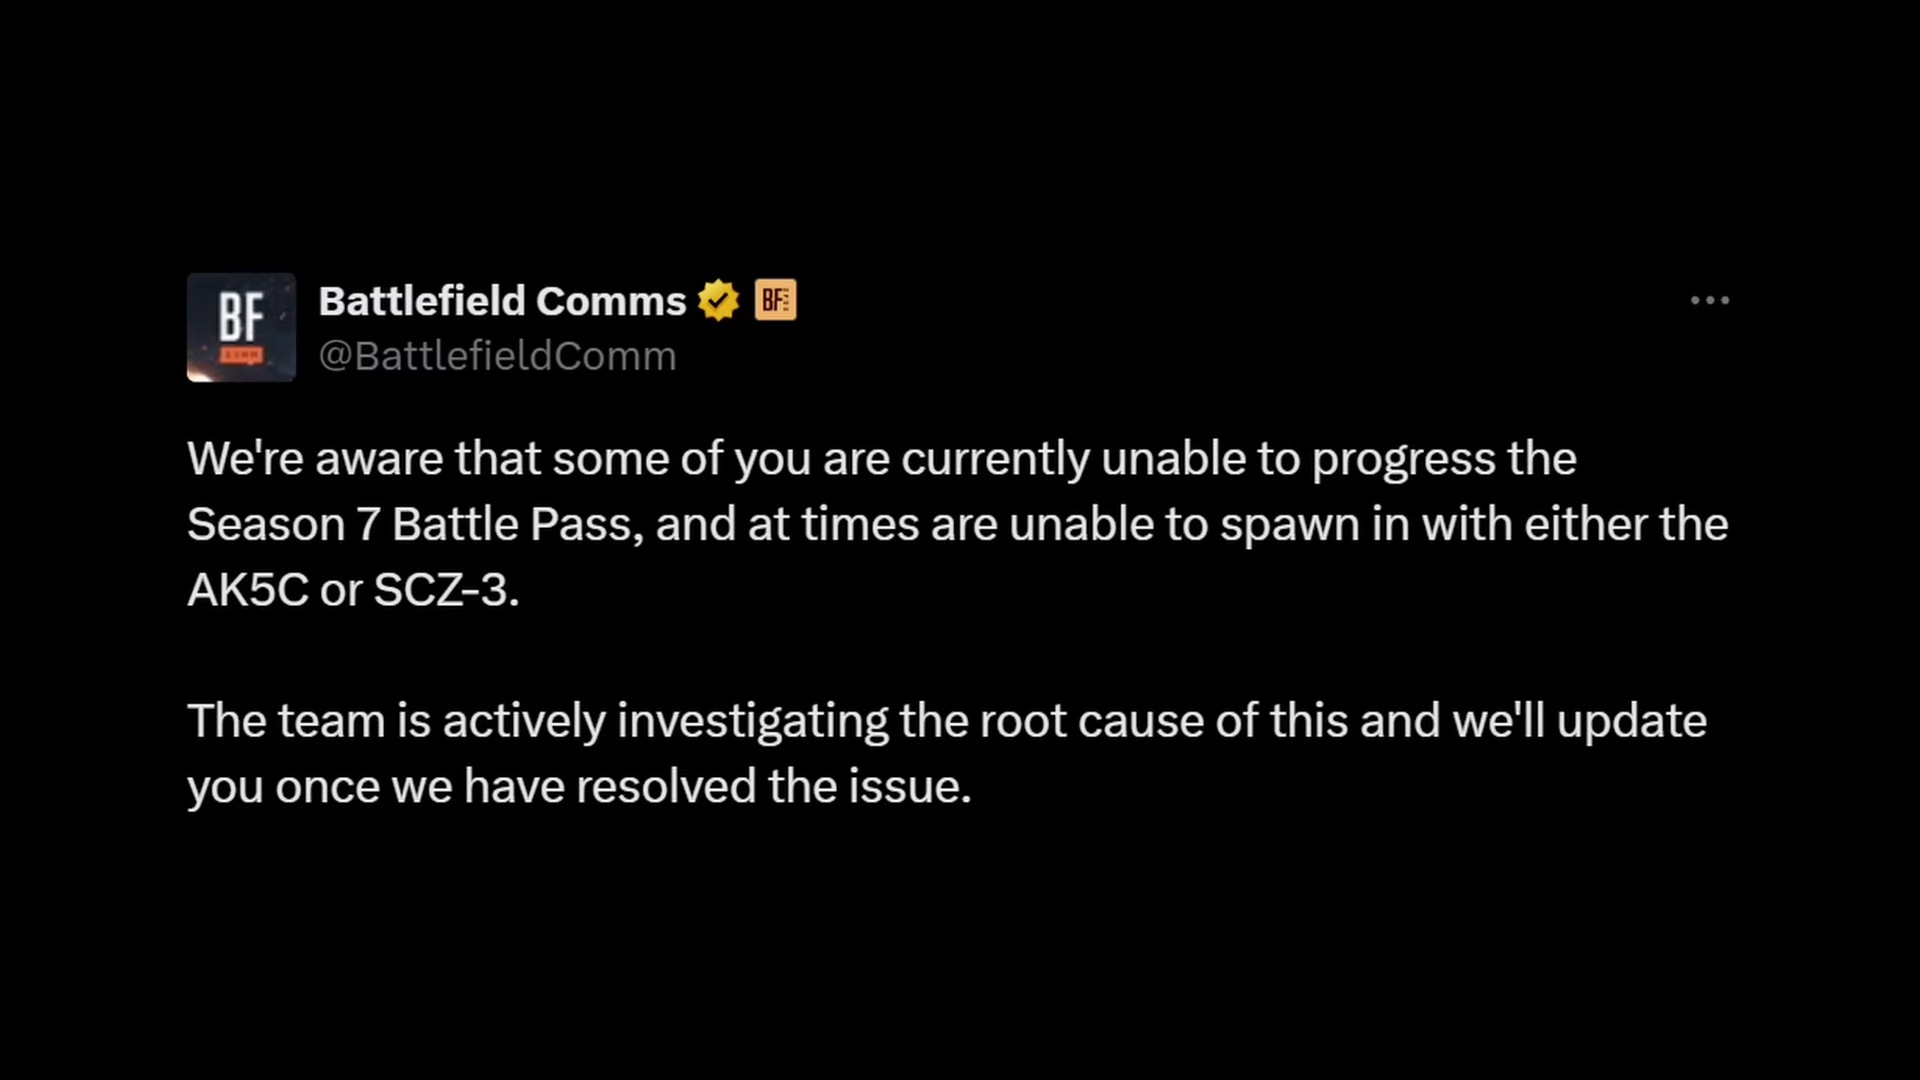 BF
COMM
Battlefield Comms
BF
@BattlefieldComm
We're aware that some of you are currently unable to progress the
Season 7 Battle Pass, and at times are unable to spawn in with either the
AK5C or SCZ-3.
The team is actively investigating the root cause of this and we'll update
you once we have resolved the issue.